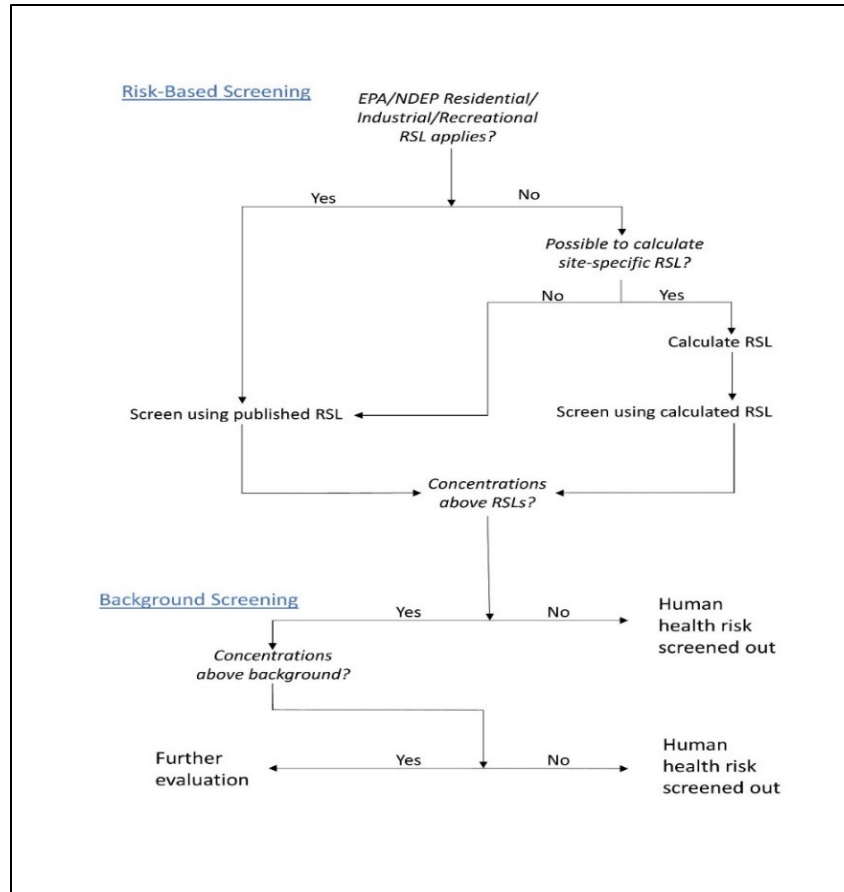 Risk-Based Screening
EPA/NDEP Residential/
Industrial/Recreational
RSL applies?
Yes
No
Possible to calculate
site-specific RSL?
No
Yes
Calculate RSL
Screen using published RSL
Screen using calculated RSL
Concentrations
above RSLs?
Background Screening
Yes
No
Human
health risk
screened out
Concentrations
above background?
Further
evaluation
Yes
No
Human
health risk
screened out